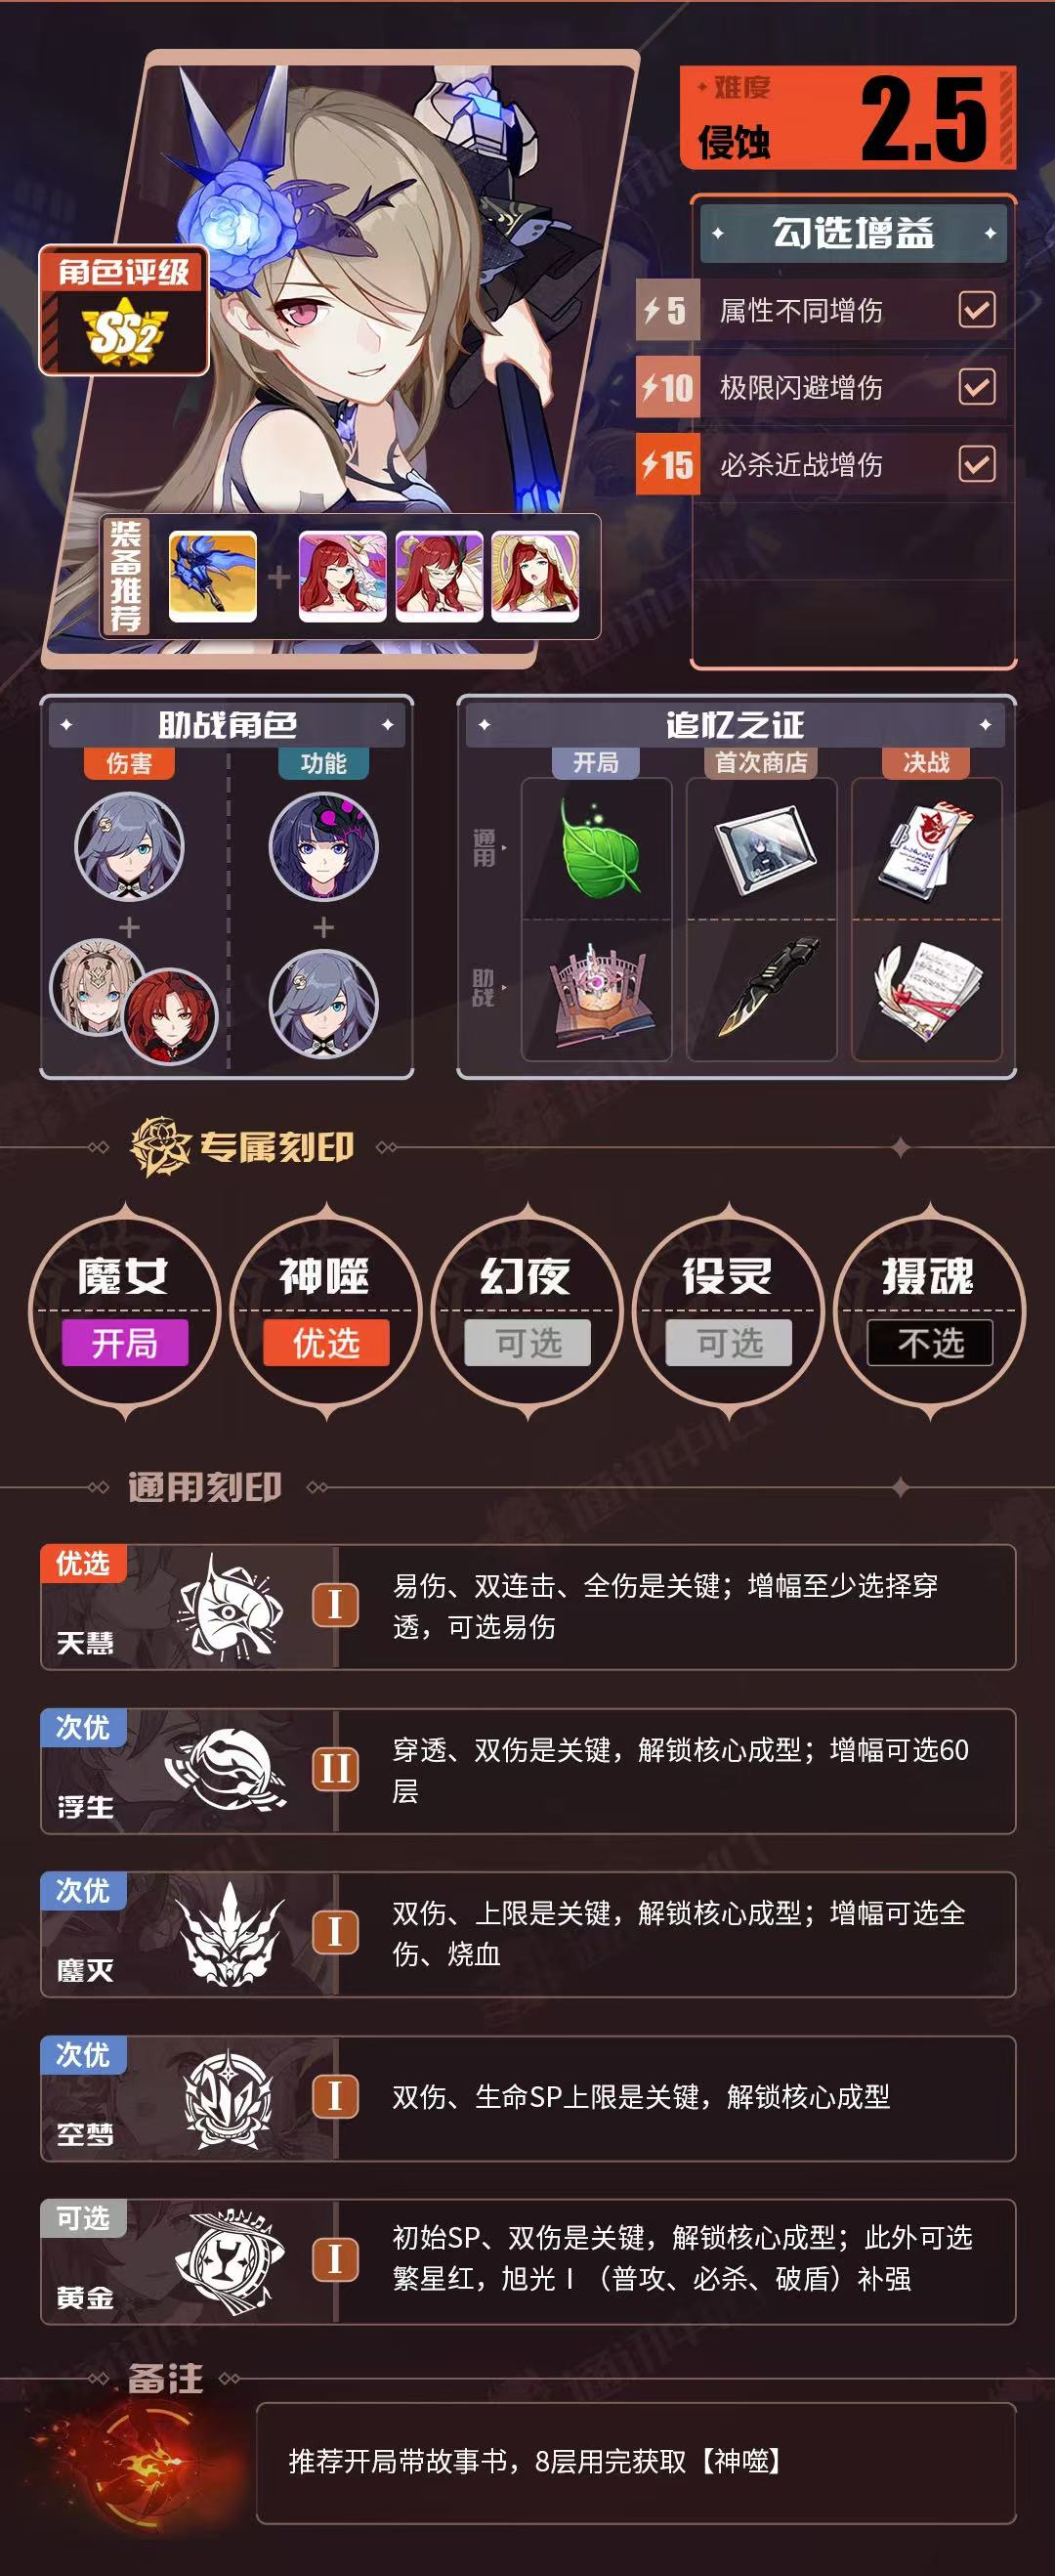 难度
侵蚀
2.5
勾选增益
角色评级
SS2
5 属性不同增伤
10 极限闪避增伤
15 必杀近战增伤
装备推荐
助战角色
伤害
功能
追忆之证
开局
首次商店
决战
通用
助战
专属刻印
魔女
开局
神噬
优选
幻夜
可选
役灵
可选
摄魂
不选
通用刻印
优选
天慧
I
易伤、双连击、全伤是关键；增幅至少选择穿
透，可选易伤
次优
浮生
II
穿透、双伤是关键，解锁核心成型；增幅可选60
层
次优
鏖灭
I
双伤、上限是关键，解锁核心成型；增幅可选全
伤、烧血
次优
空梦
I
双伤、生命SP上限是关键，解锁核心成型
可选
黄金
I
初始SP、双伤是关键，解锁核心成型；此外可选
繁星红，旭光Ⅰ（普攻、必杀、破盾）补强
备注
推荐开局带故事书，8层用完获取【神噬】